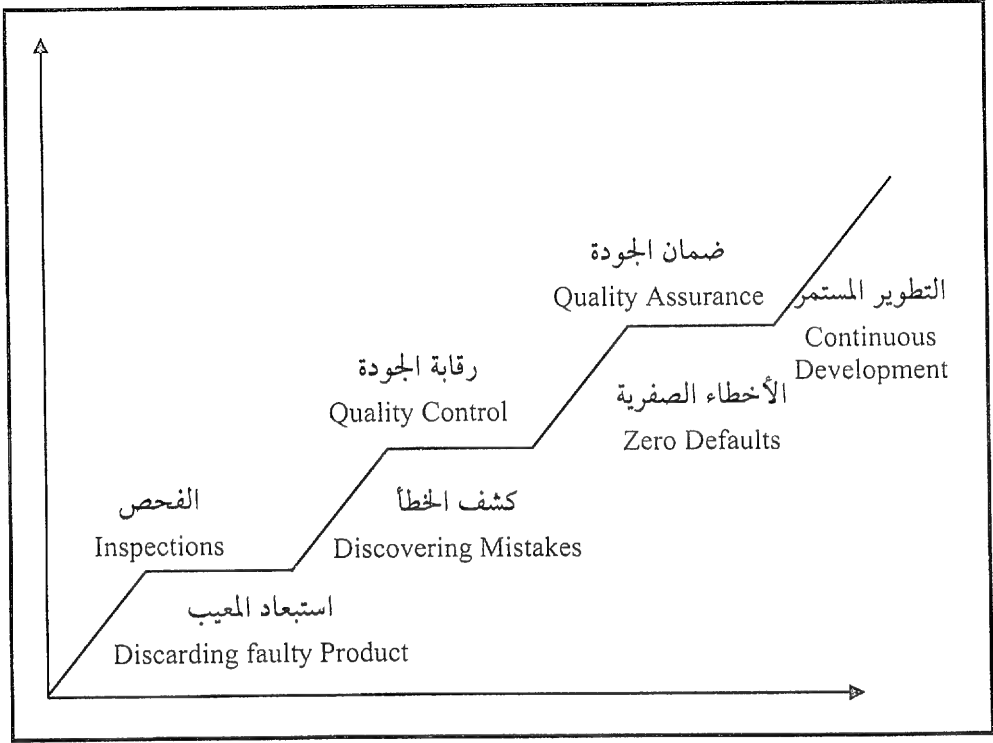 ضمان الجودة
Quality Assurance
التطوير المستمر
Continuous
Development
رقابة الجودة
Quality Control
الأخطاء الصفرية
Zero Defaults
الفحص
Inspections
كشف الخطأ
Discovering Mistakes
استبعاد المعيب
Discarding faulty Product